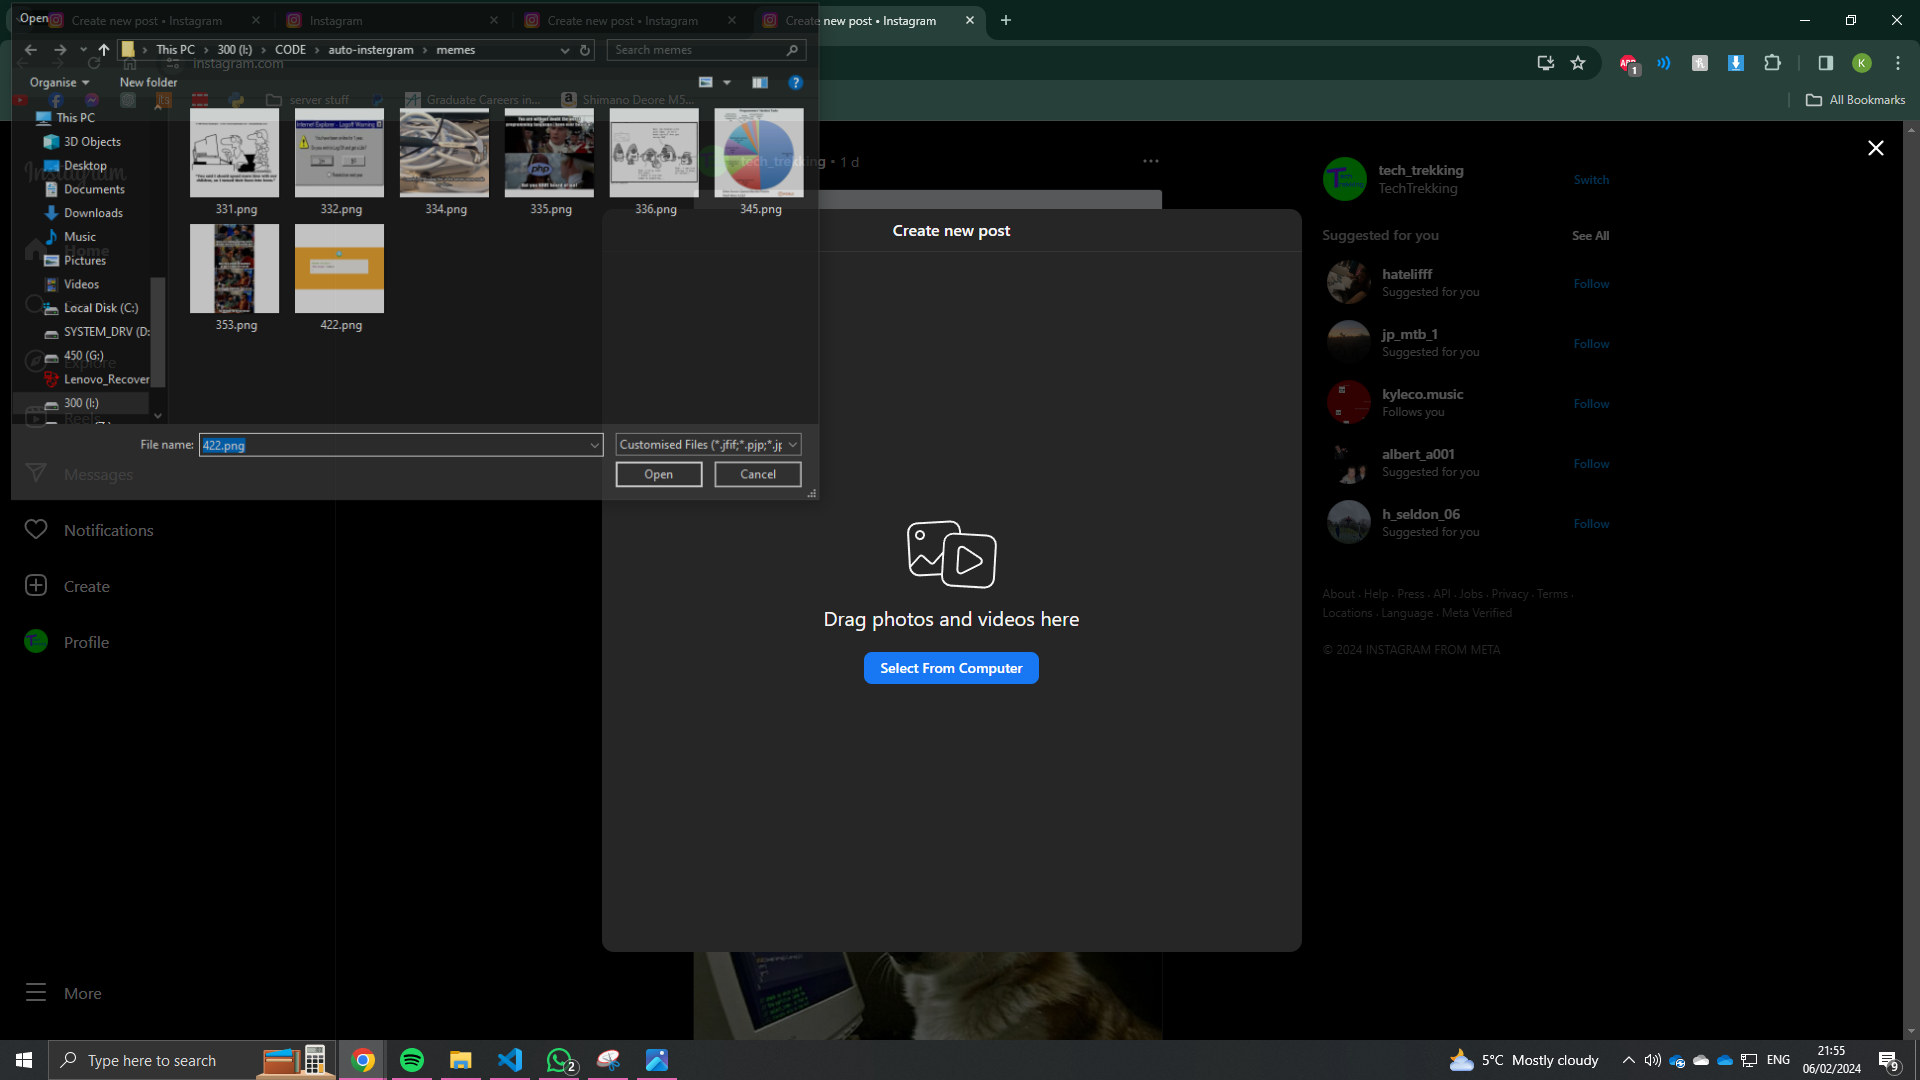 Open
Create new post • Instagram
Instagram
Create new post • Instagram
Create new post • Instagram
This PC
300 (I:)
CODE
auto-instergram
memes
Search memes
instagram.com
Organise
New folder
server stuff
Graduate Careers in...
Shimano Deore M5...
All Bookmarks
This PC
3D Objects
Desktop
Documents
Downloads
Music
Pictures
Videos
Local Disk (C:)
SYSTEM_DRV (D:
450 (G:)
Lenovo_Recover
300 (I:)
331.png
332.png
334.png
335.png
336.png
345.png
353.png
422.png
File name:
422.png
Customised Files (*.jfif;*.pjp;*.jp
Open
Cancel
Instagram
Home
Explore
Reels
Messages
Notifications
Create
Profile
More
tech_trekking • 1 d
Create new post
Drag photos and videos here
Select From Computer
tech_trekking
TechTrekking
Switch
Suggested for you
See All
hatelifff
Suggested for you
Follow
jp_mtb_1
Suggested for you
Follow
kyleco.music
Follows you
Follow
albert_a001
Suggested for you
Follow
h_seldon_06
Suggested for you
Follow
About · Help · Press · API · Jobs · Privacy · Terms ·
Locations · Language · Meta Verified
© 2024 INSTAGRAM FROM META
Type here to search
2
5°C Mostly cloudy
ENG
21:55
06/02/2024
9